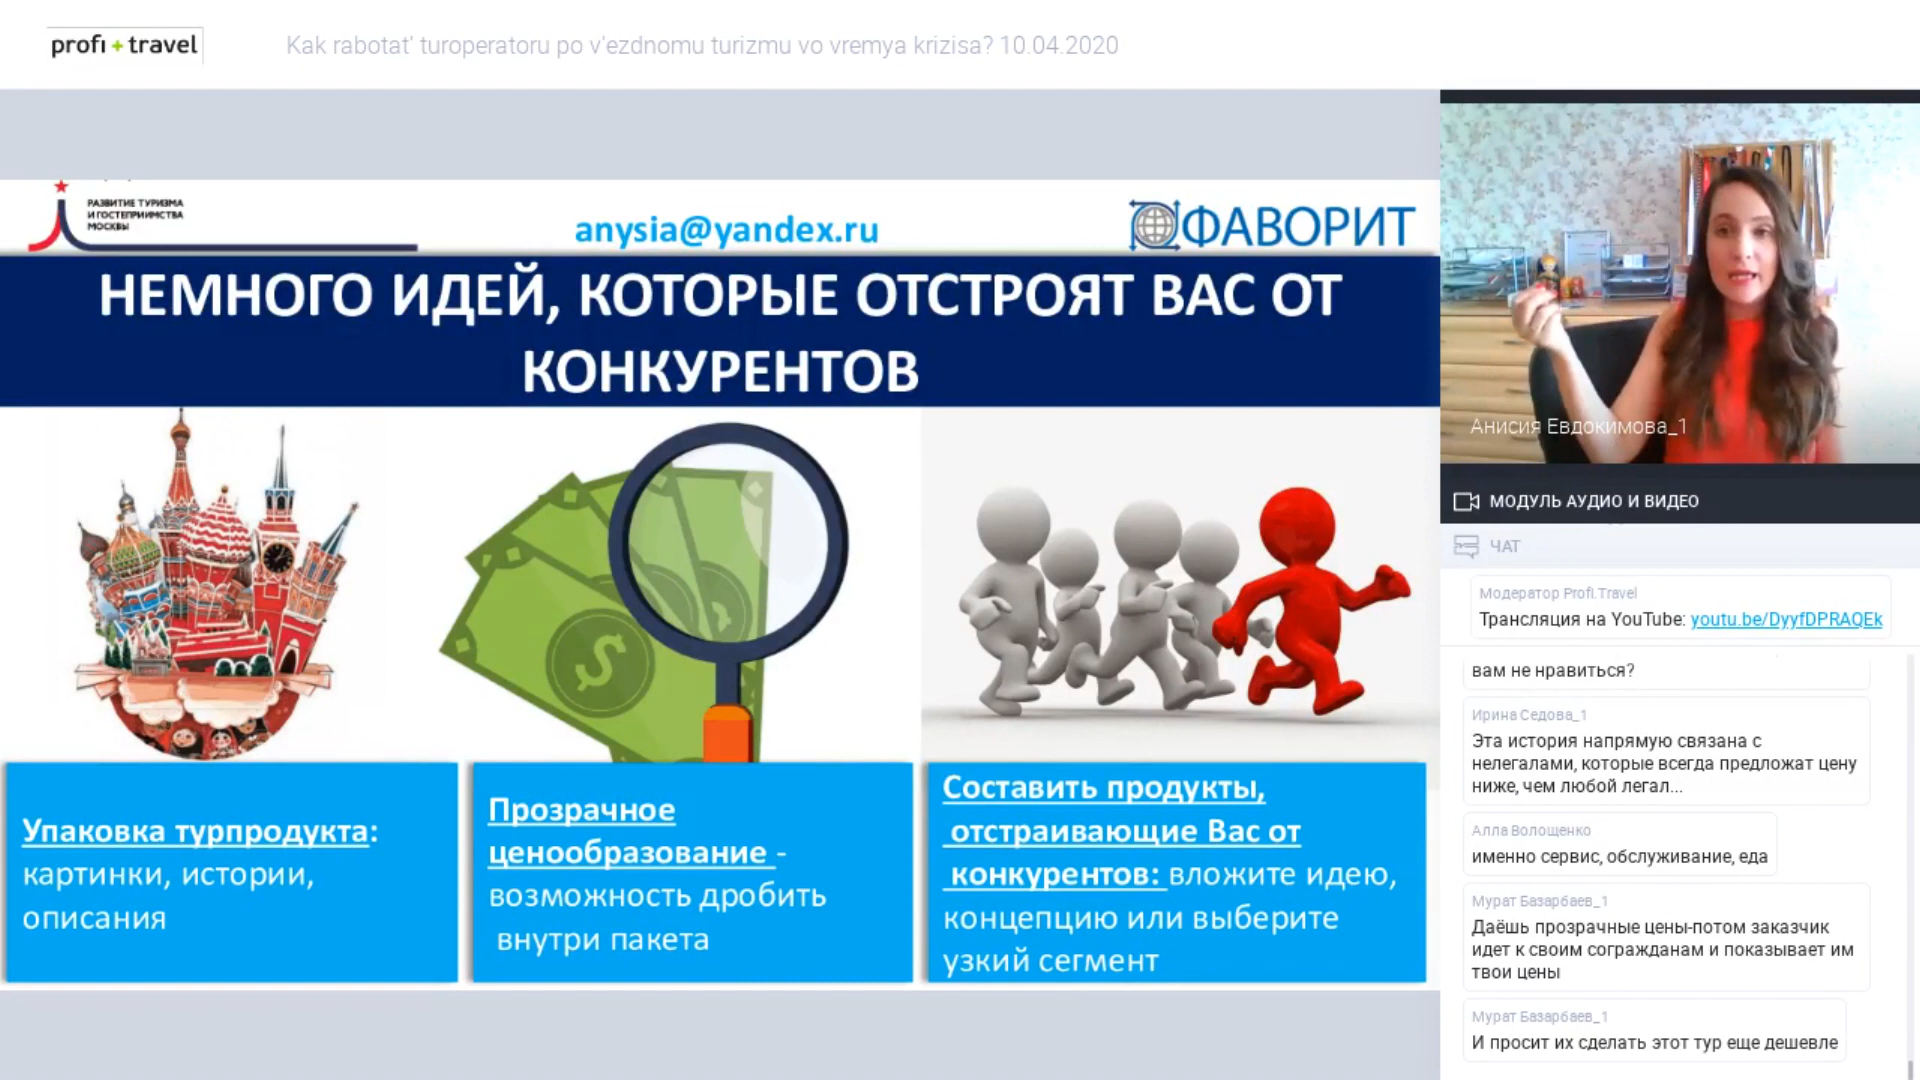 profi + travel
Kak rabotat' turoperatoru po v'ezdnomu turizmu vo vremya krizisa? 10.04.2020
РАЗВИТИЕ ТУРИЗМА
И ГОСТЕПРИИМСТВА
МОСКВЫ
anysia@yandex.ru
ФАВОРИТ
НЕМНОГО ИДЕЙ, КОТОРЫЕ ОТСТРОЯТ ВАС ОТ
КОНКУРЕНТОВ
Упаковка турпродукта:
картинки, истории,
описания
Прозрачное
ценообразование -
возможность дробить
внутри пакета
Составить продукты,
отстраивающие Вас от
конкурентов: вложите идею,
концепцию или выберите
узкий сегмент
Анисия Евдокимова_1
МОДУЛЬ АУДИО И ВИДЕО
ЧАТ
Модератор Profi.Travel
Трансляция на YouTube: youtu.be/DyyfDPRAQEk
вам не нравиться?
Ирина Седова_1
Эта история напрямую связана с
нелегалами, которые всегда предложат цену
ниже, чем любой легал...
Алла Волощенко
именно сервис, обслуживание, еда
Мурат Базарбаев_1
Даёшь прозрачные цены-потом заказчик
идет к своим согражданам и показывает им
твои цены
Мурат Базарбаев_1
И просит их сделать этот тур еще дешевле